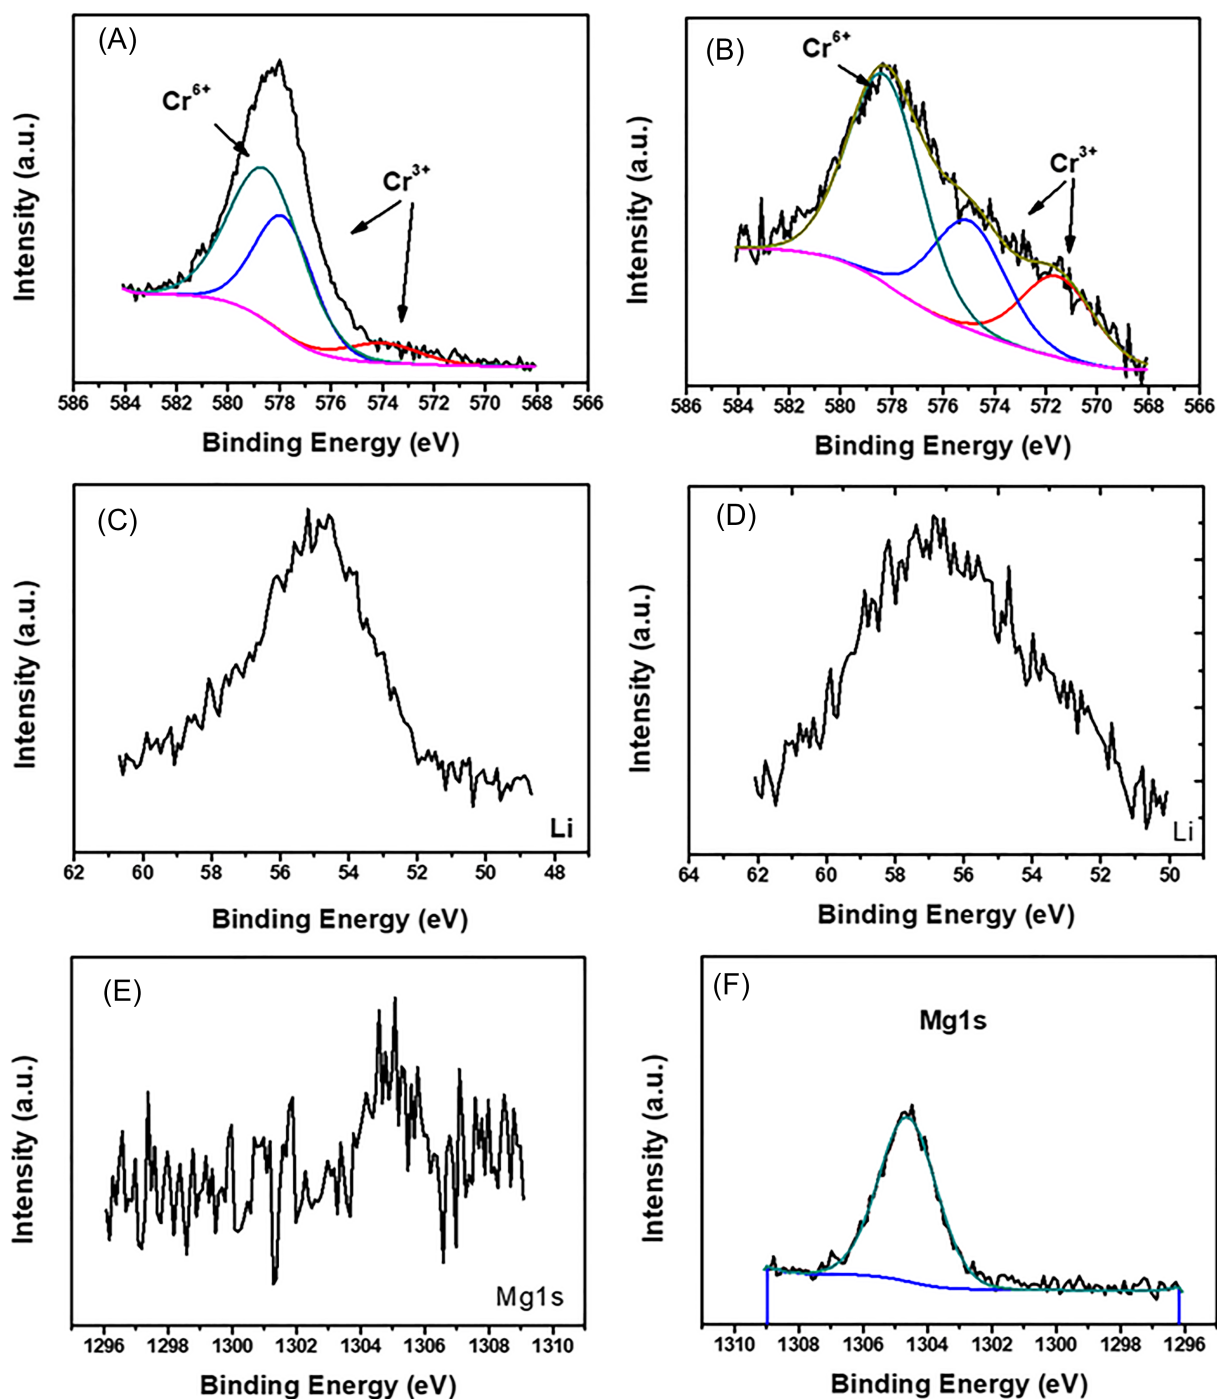 (A)
Cr6+
Cr3+
Intensity (a.u.)
586 584 582 580 578 576 574 572 570 568 566
Binding Energy (eV)
(B)
Cr6+
Cr3+
Intensity (a.u.)
586 584 582 580 578 576 574 572 570 568 566
Binding Energy (eV)
(C)
Intensity (a.u.)
Li
62 60 58 56 54 52 50 48
Binding Energy (eV)
(D)
Intensity (a.u.)
Li
64 62 60 58 56 54 52 50
Binding Energy (eV)
(E)
Intensity (a.u.)
Mg1s
1296 1298 1300 1302 1304 1306 1308 1310
Binding Energy (eV)
(F)
Mg1s
Intensity (a.u.)
1310 1308 1306 1304 1302 1300 1298 1296
Binding Energy (eV)